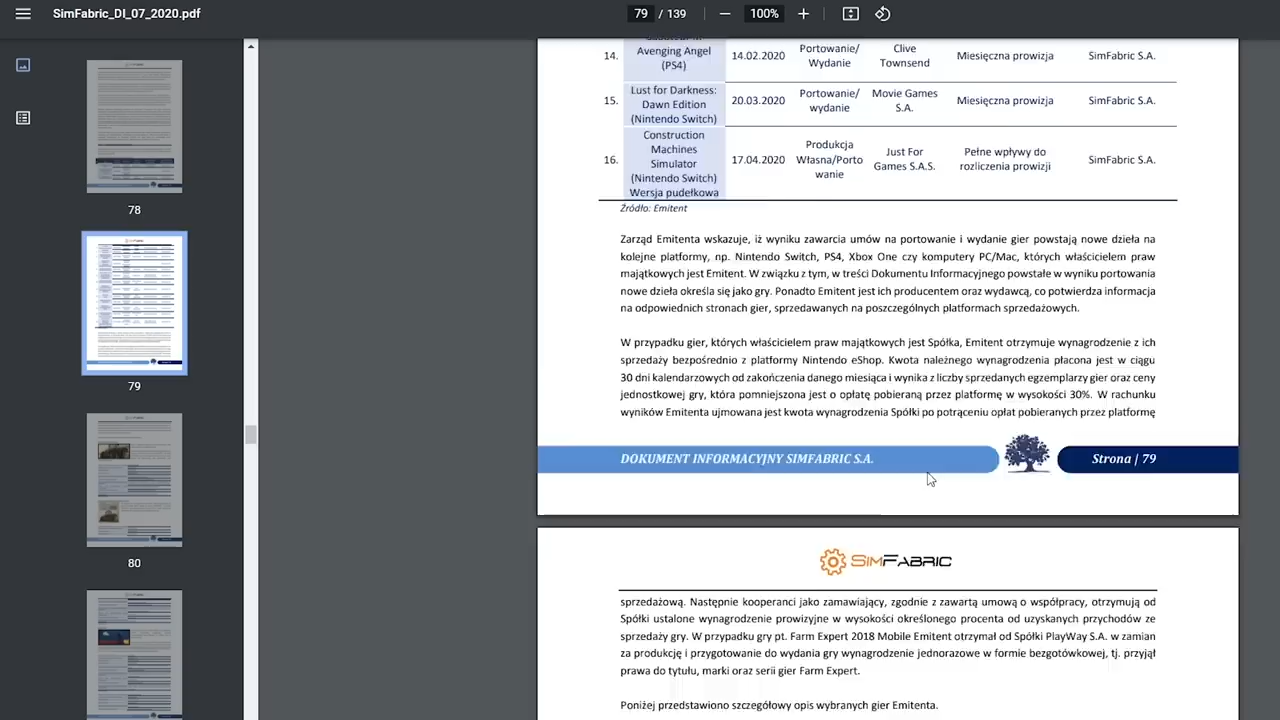 SimFabric_DI_07_2020.pdf
79 / 139
100%
78
79
80
14.
Avenging Angel
(PS4)
14.02.2020
Portowanie/
Wydanie
Clive
Townsend
Miesięczna prowizja
SimFabric S.A.
15.
Lust for Darkness:
Dawn Edition
(Nintendo Switch)
20.03.2020
Portowanie/
wydanie
Movie Games
S.A.
Miesięczna prowizja
SimFabric S.A.
16.
Construction
Machines
Simulator
(Nintendo Switch)
Wersja pudełkowa
17.04.2020
Produkcja
Własna/Porto
wanie
Just For
Games S.A.S.
Pełne wpływy do
rozliczenia prowizji
SimFabric S.A.
Źródło: Emitent
Zarząd Emitenta wskazuje, iż wyniku zawarcia umów na portowanie i wydanie gier powstają nowe dzieła na
kolejne platformy, tj. Nintendo Switch, PS4, Xbox One czy komputery PC/Mac, których właścicielem praw
majątkowych jest Emitent. W związku z tym, w treści Dokumentu Informacyjnego powstałe w wyniku portowania
nowe dzieła określa się jako gry. Ponadto Emitent jest ich producentem oraz wydawcą, co potwierdza informacja
na odpowiednich stronach gier, sprzedawanych na poszczególnych platformach sprzedażowych.
W przypadku gier, których właścicielem praw majątkowych jest Spółka, Emitent otrzymuje wynagrodzenie z ich
sprzedaży bezpośrednio z platformy Nintendo eShop. Kwota należnego wynagrodzenia płacona jest w ciągu
30 dni kalendarzowych od zakończenia danego miesiąca i wynika z liczby sprzedanych egzemplarzy gier oraz ceny
jednostkowej gry, która pomniejszona jest o opłatę pobieraną przez platformę w wysokości 30%. W rachunku
wyników Emitenta ujmowana jest kwota wynagrodzenia Spółki po potrąceniu opłat pobieranych przez platformę
DOKUMENT INFORMACYJNY SIMFABRIC S.A.
Strona | 79
SIMFABRIC
sprzedażową. Następnie kooperanci jako zamawiający, zgodnie z zawartą umową o współpracy, otrzymują od
Spółki ustalone wynagrodzenie prowizyjne w wysokości określonego procenta od uzyskanych przychodów ze
sprzedaży gry. W przypadku gry pt. Farm Expert 2018 Mobile Emitent otrzymał od Spółki PlayWay S.A. w zamian
za produkcję i przygotowanie do wydania gry wynagrodzenie jednorazowe w formie bezgotówkowej, tj. przyjął
prawa do tytułu, marki oraz serii gier Farm Expert.
Poniżej przedstawiono szczegółowy opis wybranych gier Emitenta.